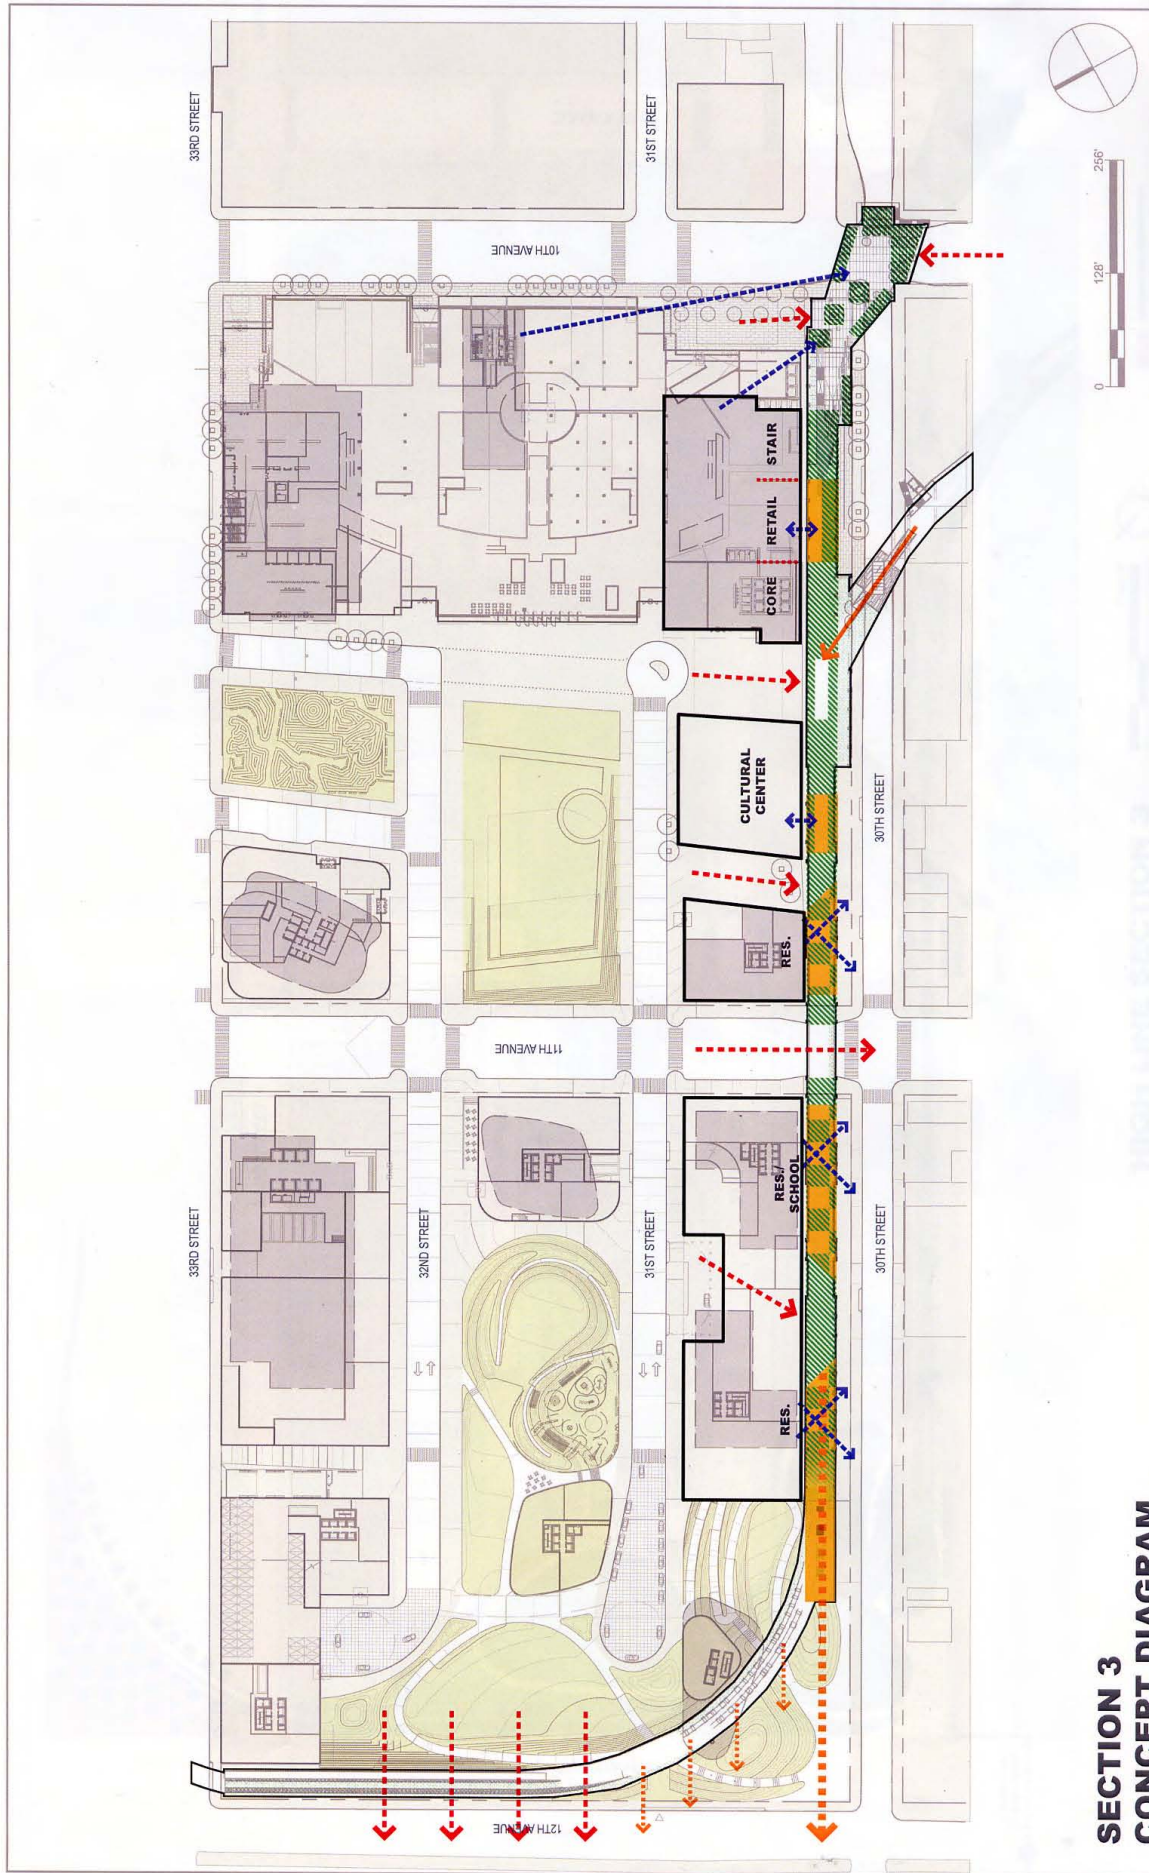 33RD STREET
31ST STREET
10TH AVENUE
256'
128'
0
STAIR
RETAIL
CORE
CULTURAL
CENTER
30TH STREET
RES.
11TH AVENUE
RES./
SCHOOL
33RD STREET
32ND STREET
31ST STREET
30TH STREET
RES.
12TH AVENUE
SECTION 3
CONCEPT DIAGRAM